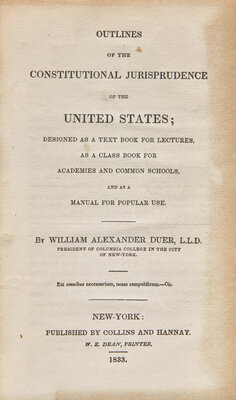 OUTLINES
OF THE
CONSTITUTIONAL JURISPRUDENCE
OF THE
UNITED STATES;
DESIGNED AS A TEXT BOOK FOR LECTURES,
AS A CLASS BOOK FOR
ACADEMIES AND COMMON SCHOOLS,
AND AS A
MANUAL FOR POPULAR USE.
BY WILLIAM ALEXANDER DUER, L.L.D.
PRESIDENT OF COLUMBIA COLLEGE IN THE CITY
OF NEW-YORK.
Est omnibus necessarium, nosse rempublicam.—Cic.
NEW-YORK:
PUBLISHED BY COLLINS AND HANNAY.
W. E. DEAN, PRINTER.
1833.